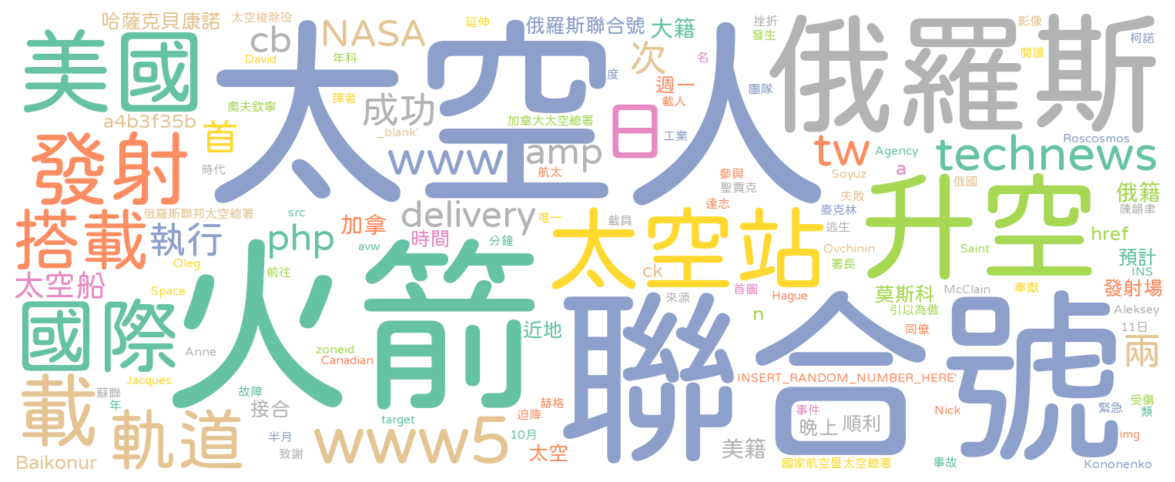 哈薩克貝康諾
太空梭除役
延伸
俄羅斯聯合號
大籍
挫折
發生
影像
柯諾
美國
cb
David
NASA
年科
次
名
閱讀
太空人
俄羅斯
度
週一
載人
團隊
a4b3f35b
奧夫欽寧
譯者
成功
_blank'
加拿大太空總署
日
工業
Roscosmos
發射
首
時代
www
amp
航太
參與
聖賈克
tw
Agency
Soyuz
a
technews
俄國
俄籍
陳韻聿
俄羅斯聯邦太空總署
src
加拿
delivery
唯一
載具
達志
失敗
麥克林
逃生
升空
搭載
執行
php
avw
時間
分鐘
太空站
Ovchinin
署長
Saint
href
預計
INS
Oleg
前往
ck
太空船
Space
來源
首圖
Hague
n
莫斯科
引以為傲
McClain
奉獻
發射場
Aleksey
國際
火箭
近地
聯合號
同僚
11日
Anne
zoneid
Canadian
兩
蘇聯
年
Jacques
故障
INSERT_RANDOM_NUMBER_HERE'
載
接合
target
赫格
迫降
事件
Nick
緊急
受傷
類
軌道
半月
致謝
www5
10月
太空
美籍
晚上
順利
img
Baikonur
國家航空暨太空總署
事故
Kononenko